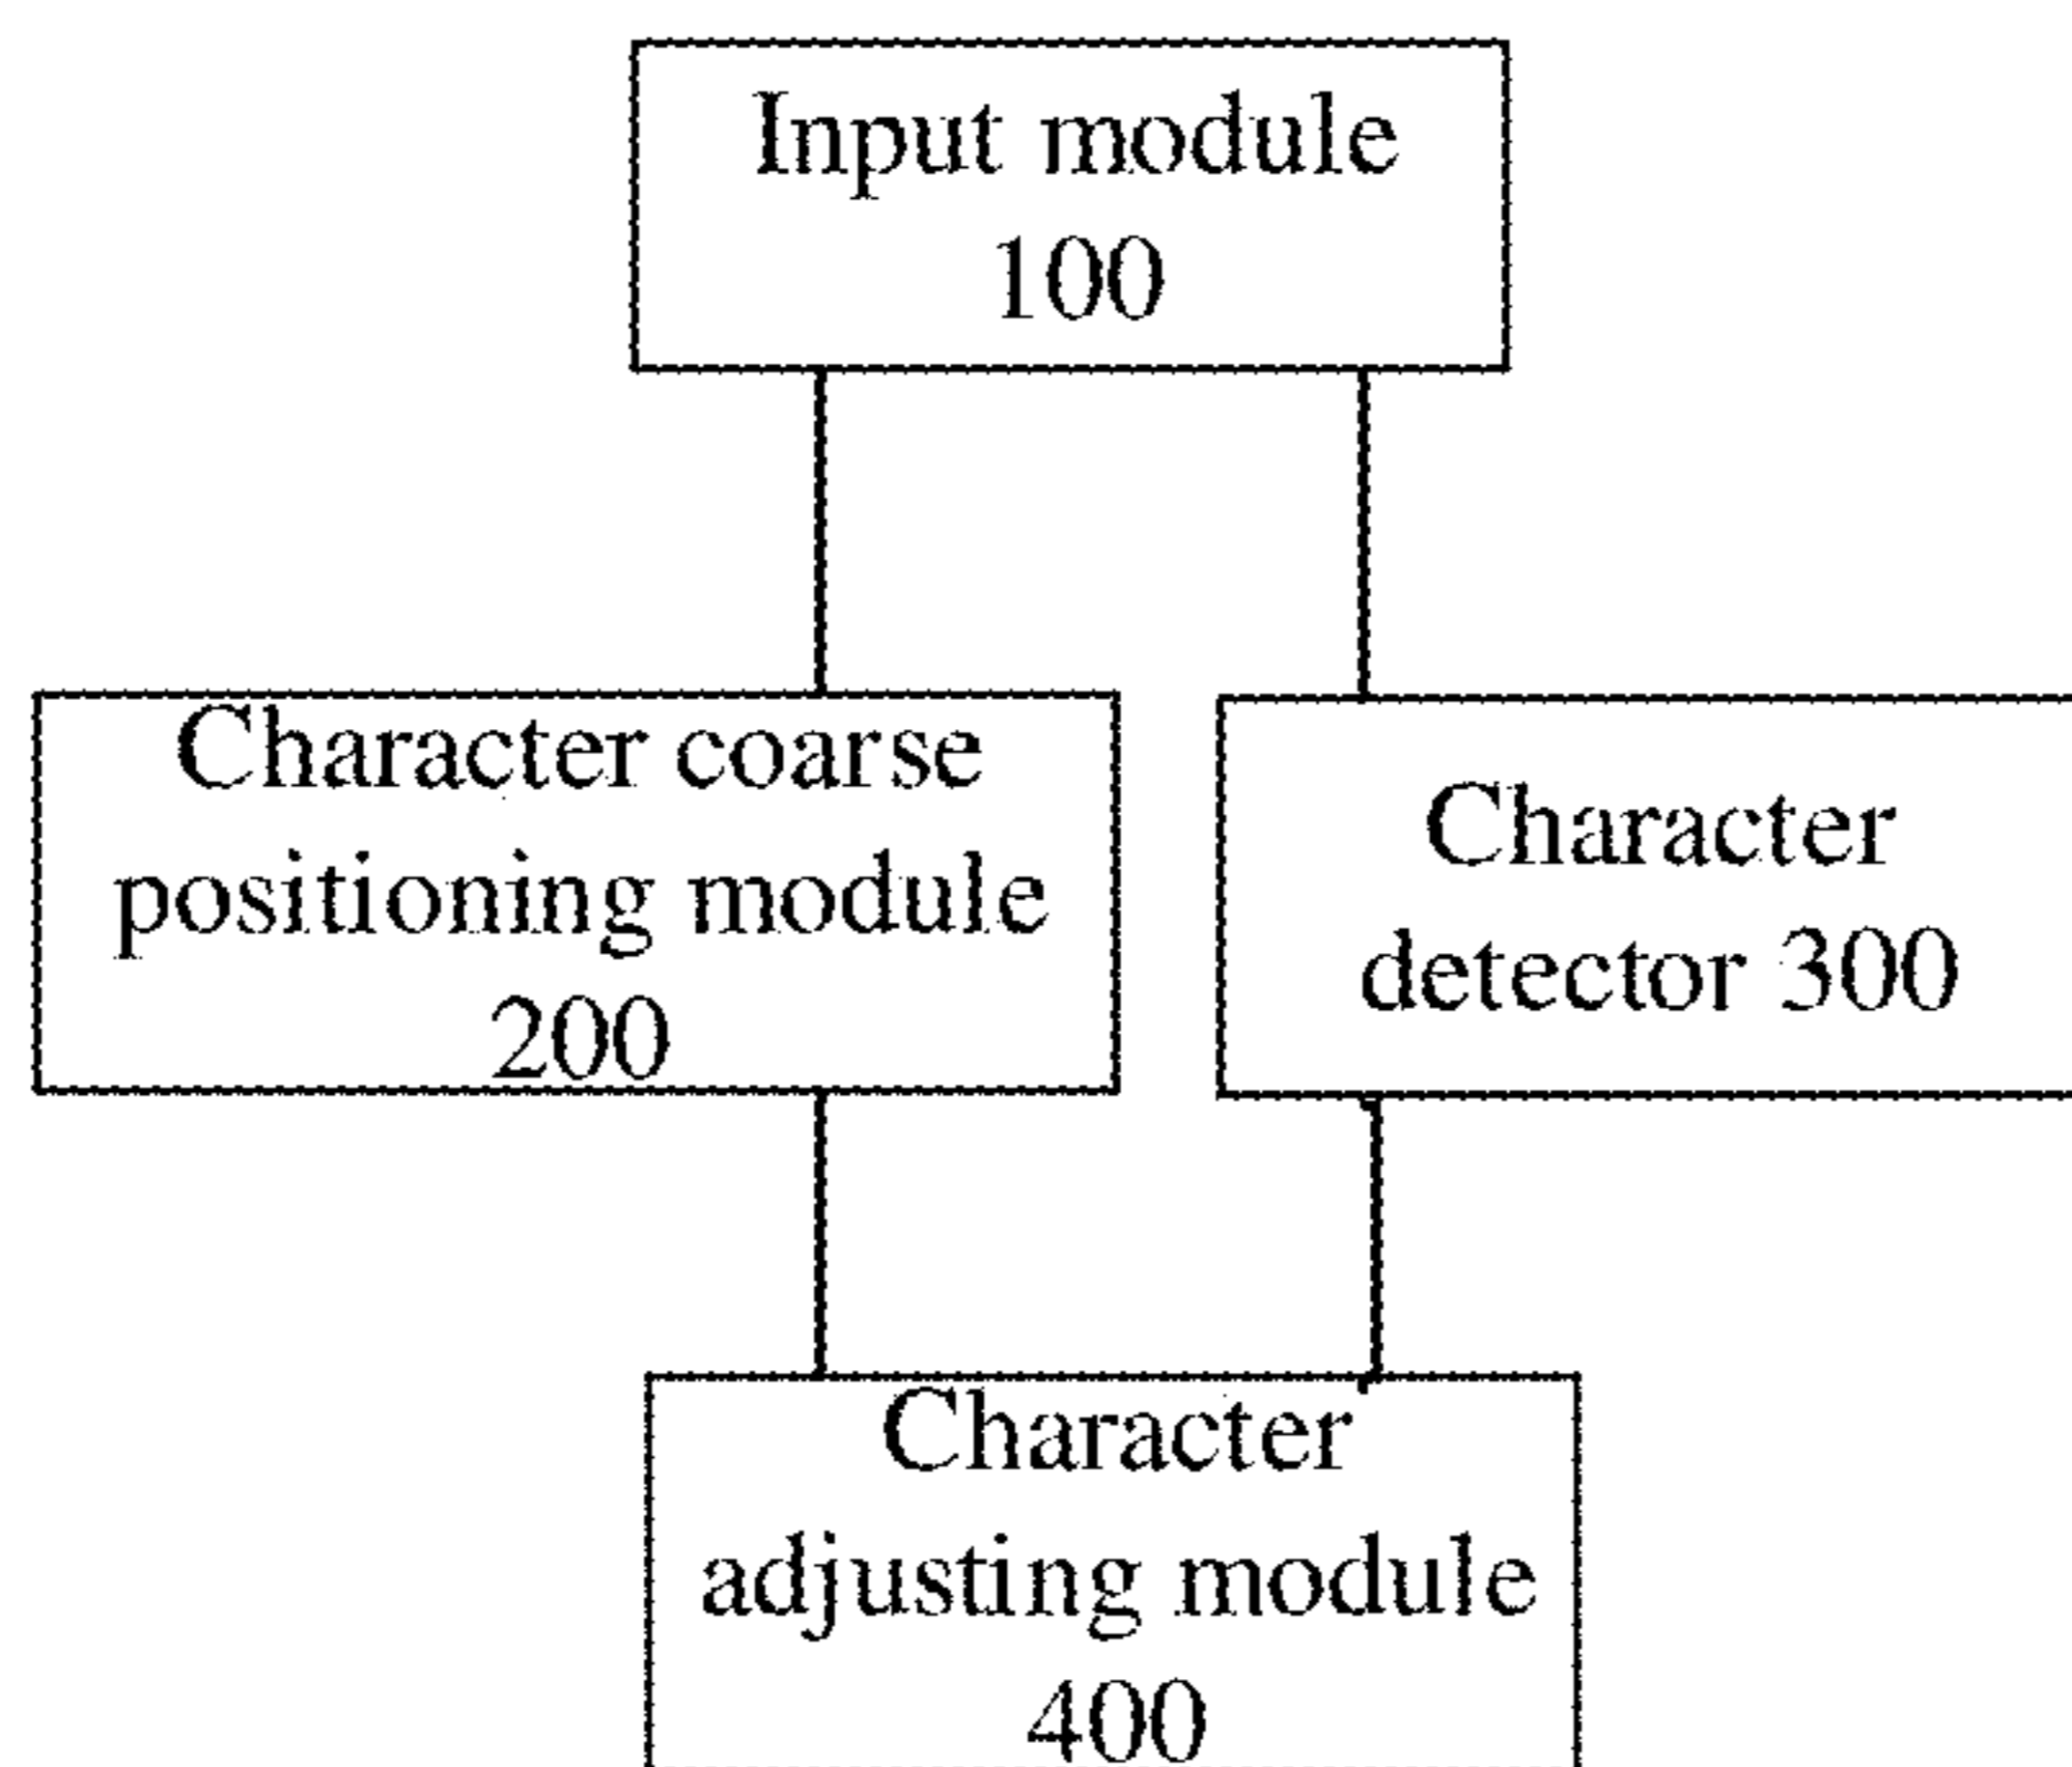 Input module
100
Character coarse
positioning module
200
Character
detector 300
Character
adjusting module
400